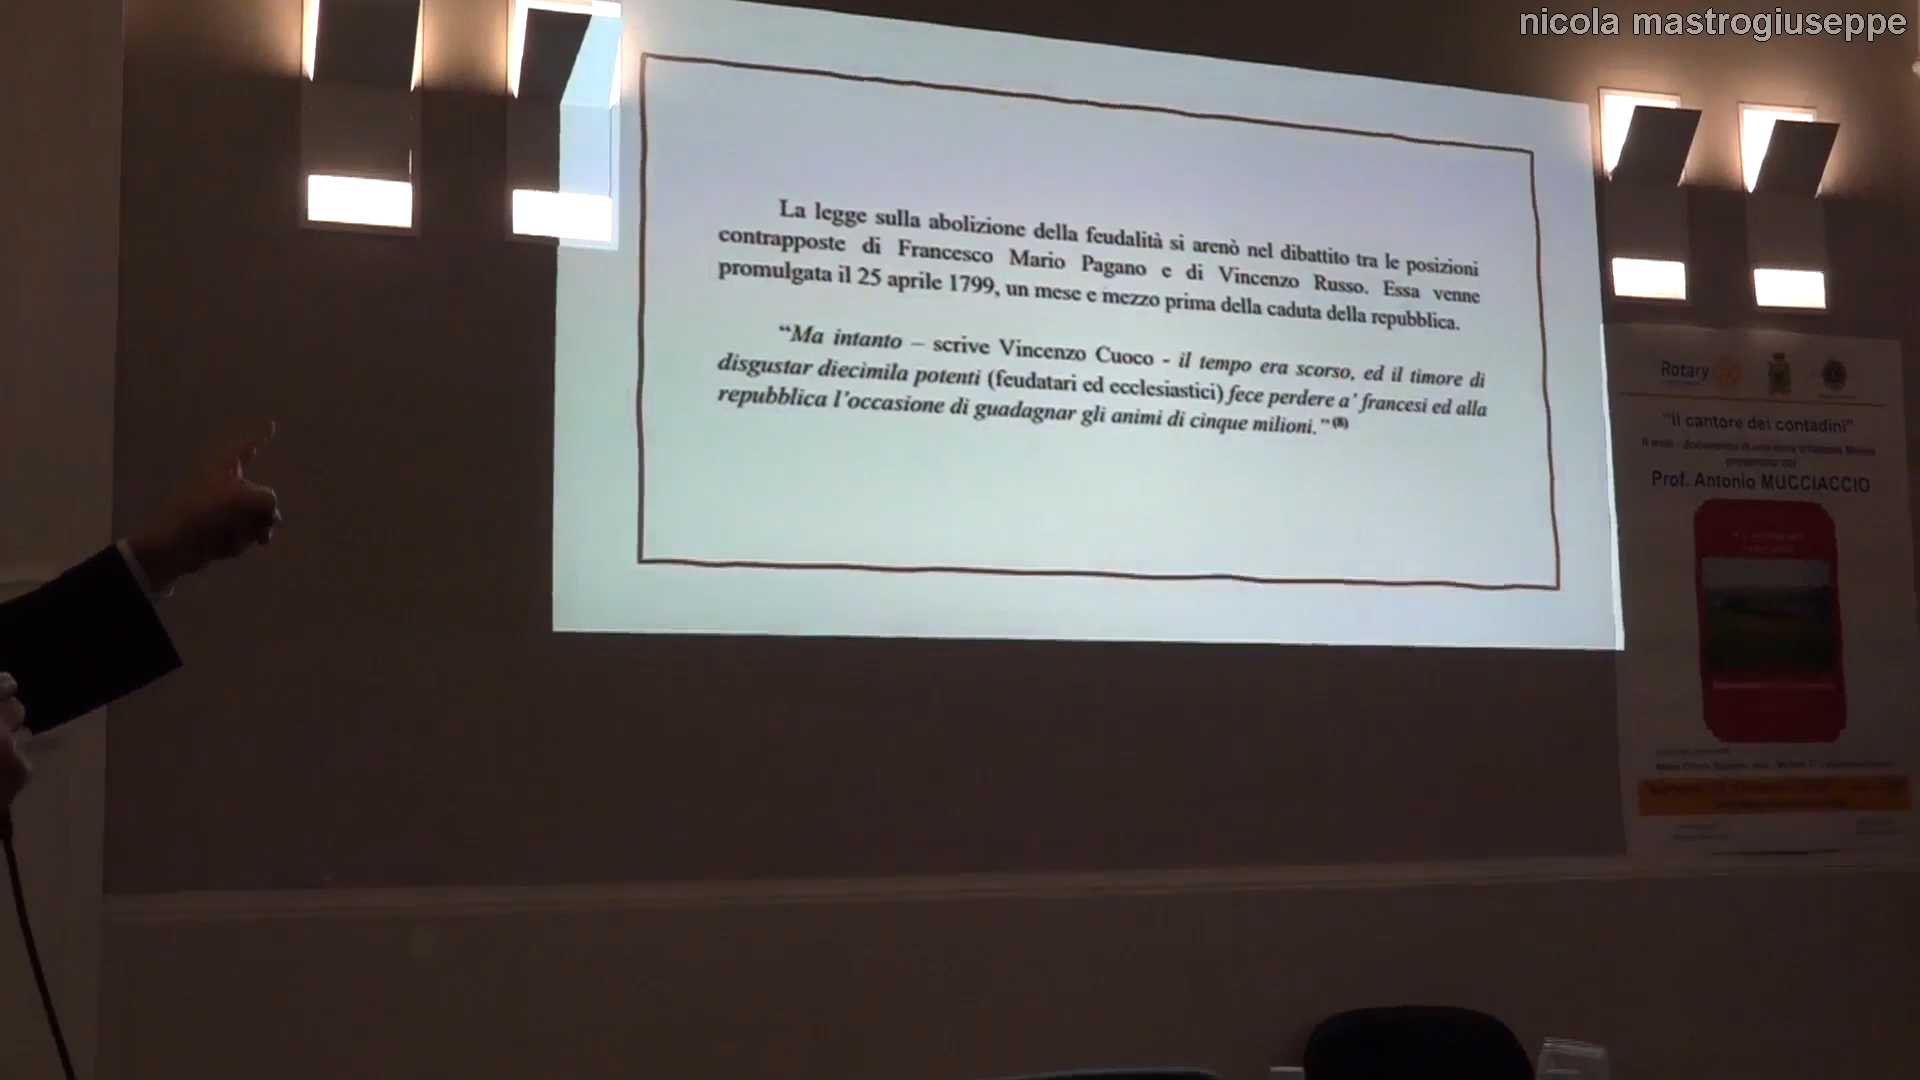 nicola mastrogiuseppe
La legge sulla abolizione della feudalità si arenò nel dibattito tra le posizioni
contrapposte di Francesco Mario Pagano e di Vincenzo Russo. Essa venne
promulgata il 25 aprile 1799, un mese e mezzo prima della caduta della repubblica.
“Ma intanto – scrive Vincenzo Cuoco - il tempo era scorso, ed il timore di
disgustar diecimila potenti (feudatari ed ecclesiastici) fece perdere a’ francesi ed alla
repubblica l’occasione di guadagnar gli animi di cinque milioni.” (8)
Rotary
"Il cantore dei contadini"
Prof. Antonio MUCCIACCIO